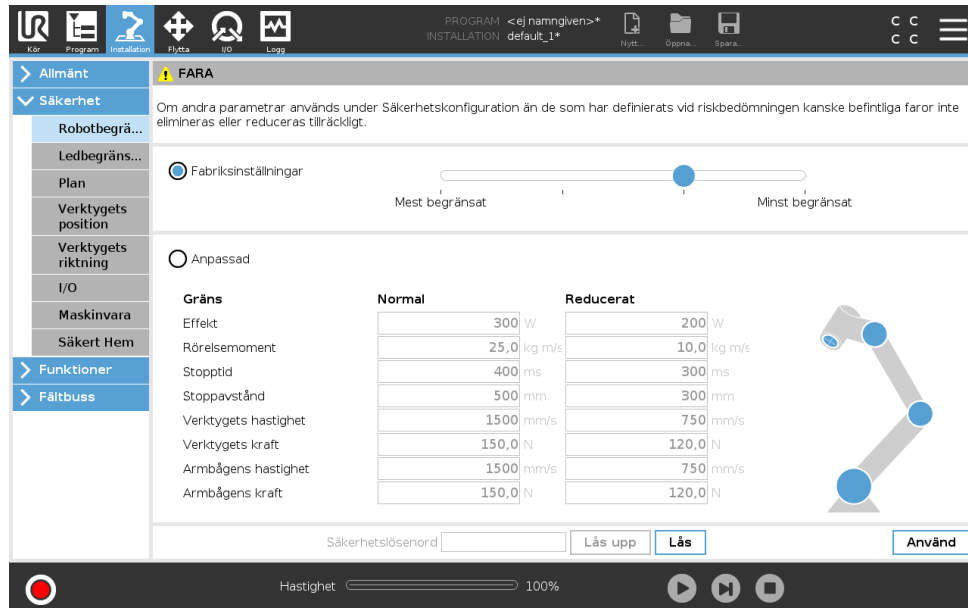 PROGRAM <ej namngiven>*
INSTALLATION default_1*
C C
C C
Kör Program Installation Flytta I/O Logg Nytt... Öppna... Spara...
Allmänt
Säkerhet
Robotbegrä...
Ledbegräns...
Plan
Verktygets
position
Verktygets
riktning
I/O
Maskinvara
Säkert Hem
Funktioner
Fältbuss
FARA
Om andra parametrar används under Säkerhetskonfiguration än de som har definierats vid riskbedömningen kanske befintliga faror inte
elimineras eller reduceras tillräckligt.
Fabriksinställningar
Mest begränsat Minst begränsat
Anpassad
Gräns Normal Reducerat
Effekt 300 W 200 W
Rörelsemoment 25,0 kg m/s 10,0 kg m/s
Stopptid 400 ms 300 ms
Stoppavstånd 500 mm 300 mm
Verktygets hastighet 1500 mm/s 750 mm/s
Verktygets kraft 150,0 N 120,0 N
Armbågens hastighet 1500 mm/s 750 mm/s
Armbågens kraft 150,0 N 120,0 N
Säkerhetslösenord Lås upp Lås Använd
Hastighet 100%